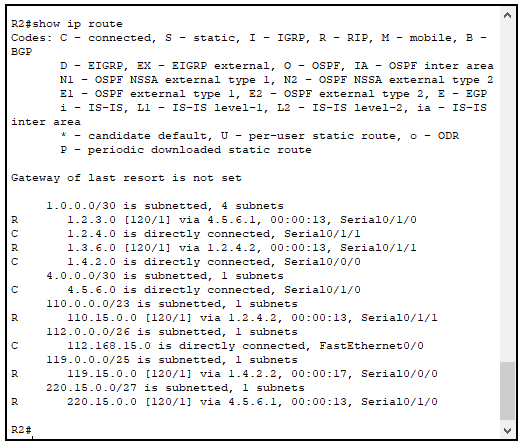 R2#show ip route
Codes: C - connected, S - static, I - IGRP, R - RIP, M - mobile, B -
BGP
       D - EIGRP, EX - EIGRP external, O - OSPF, IA - OSPF inter area
       N1 - OSPF NSSA external type 1, N2 - OSPF NSSA external type 2
       E1 - OSPF external type 1, E2 - OSPF external type 2, E - EGP
       i - IS-IS, L1 - IS-IS level-1, L2 - IS-IS level-2, ia - IS-IS
inter area
       * - candidate default, U - per-user static route, o - ODR
       P - periodic downloaded static route
Gateway of last resort is not set
     1.0.0.0/30 is subnetted, 4 subnets
R       1.2.3.0 [120/1] via 4.5.6.1, 00:00:13, Serial0/1/0
C       1.2.4.0 is directly connected, Serial0/1/1
R       1.3.6.0 [120/1] via 1.2.4.2, 00:00:13, Serial0/1/1
C       1.4.2.0 is directly connected, Serial0/0/0
     4.0.0.0/30 is subnetted, 1 subnets
C       4.5.6.0 is directly connected, Serial0/1/0
     110.0.0.0/23 is subnetted, 1 subnets
R       110.15.0.0 [120/1] via 1.2.4.2, 00:00:13, Serial0/1/1
     112.0.0.0/26 is subnetted, 1 subnets
C       112.168.15.0 is directly connected, FastEthernet0/0
     119.0.0.0/25 is subnetted, 1 subnets
R       119.15.0.0 [120/1] via 1.4.2.2, 00:00:17, Serial0/0/0
     220.15.0.0/27 is subnetted, 1 subnets
R       220.15.0.0 [120/1] via 4.5.6.1, 00:00:13, Serial0/1/0
R2#